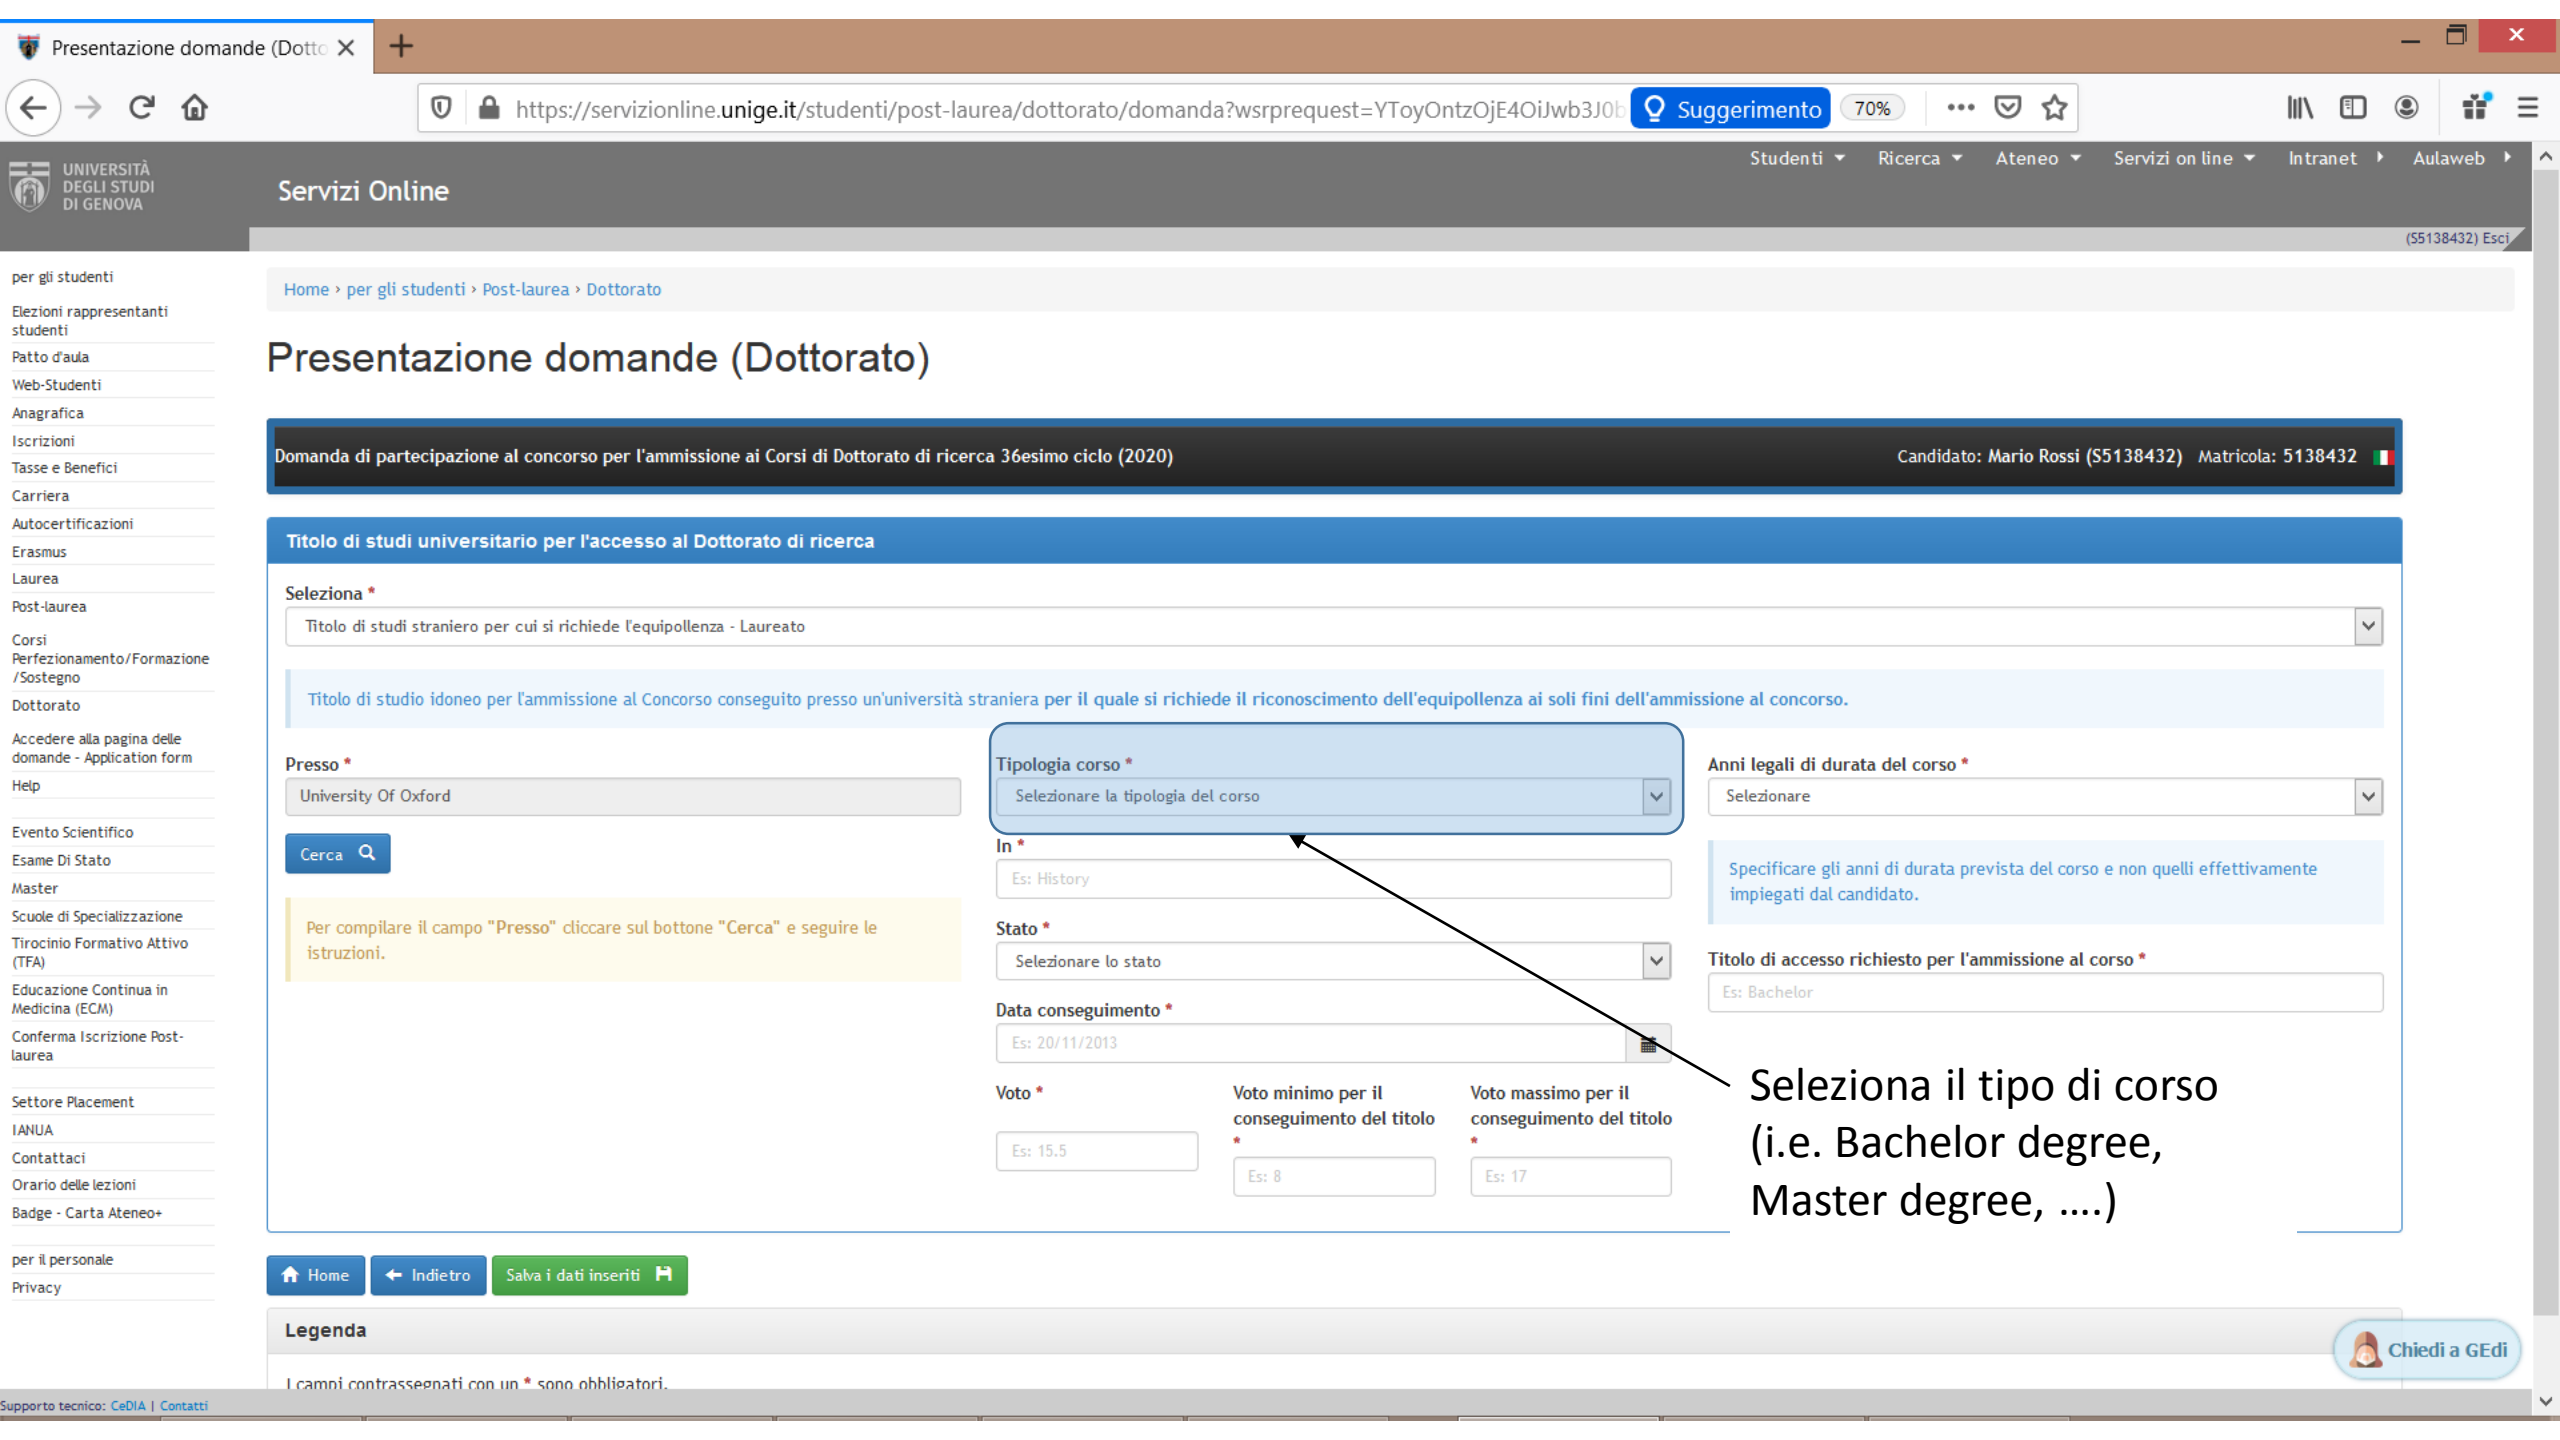 Presentazione domande (Dotto
https://servizionline.unige.it/studenti/post-laurea/dottorato/domanda?wsrprequest=YToyOntzOjE4OiJwb3J0b
Suggerimento
70%
UNIVERSITÀ
DEGLI STUDI
DI GENOVA
Servizi Online
Studenti
Ricerca
Ateneo
Servizi on line
Intranet
Aulaweb
(S5138432) Esci
per gli studenti
Elezioni rappresentanti
studenti
Patto d'aula
Web-Studenti
Anagrafica
Iscrizioni
Tasse e Benefici
Carriera
Autocertificazioni
Erasmus
Laurea
Post-laurea
Corsi
Perfezionamento/Formazione
/Sostegno
Dottorato
Accedere alla pagina delle
domande - Application form
Help
Evento Scientifico
Esame Di Stato
Master
Scuole di Specializzazione
Tirocinio Formativo Attivo
(TFA)
Educazione Continua in
Medicina (ECM)
Conferma Iscrizione Post-
laurea
Settore Placement
IANUA
Contattaci
Orario delle lezioni
Badge - Carta Ateneo+
per il personale
Privacy
Home › per gli studenti › Post-laurea › Dottorato
Presentazione domande (Dottorato)
Domanda di partecipazione al concorso per l'ammissione ai Corsi di Dottorato di ricerca 36esimo ciclo (2020)
Candidato: Mario Rossi (S5138432) Matricola: 5138432
Titolo di studi universitario per l'accesso al Dottorato di ricerca
Seleziona *
Titolo di studi straniero per cui si richiede l'equipollenza - Laureato
Titolo di studio idoneo per l'ammissione al Concorso conseguito presso un'università straniera per il quale si richiede il riconoscimento dell'equipollenza ai soli fini dell'ammissione al concorso.
Presso *
University Of Oxford
Cerca
Per compilare il campo "Presso" cliccare sul bottone "Cerca" e seguire le
istruzioni.
Tipologia corso *
Selezionare la tipologia del corso
In *
Es: History
Stato *
Selezionare lo stato
Data conseguimento *
Es: 20/11/2013
Voto *
Es: 15.5
Voto minimo per il
conseguimento del titolo
*
Es: 8
Voto massimo per il
conseguimento del titolo
*
Es: 17
Anni legali di durata del corso *
Selezionare
Specificare gli anni di durata prevista del corso e non quelli effettivamente
impiegati dal candidato.
Titolo di accesso richiesto per l'ammissione al corso *
Es: Bachelor
Seleziona il tipo di corso
(i.e. Bachelor degree,
Master degree, ....)
Home
Indietro
Salva i dati inseriti
Legenda
I campi contrassegnati con un * sono obbligatori.
Chiedi a GEdi
Supporto tecnico: CeDIA | Contatti